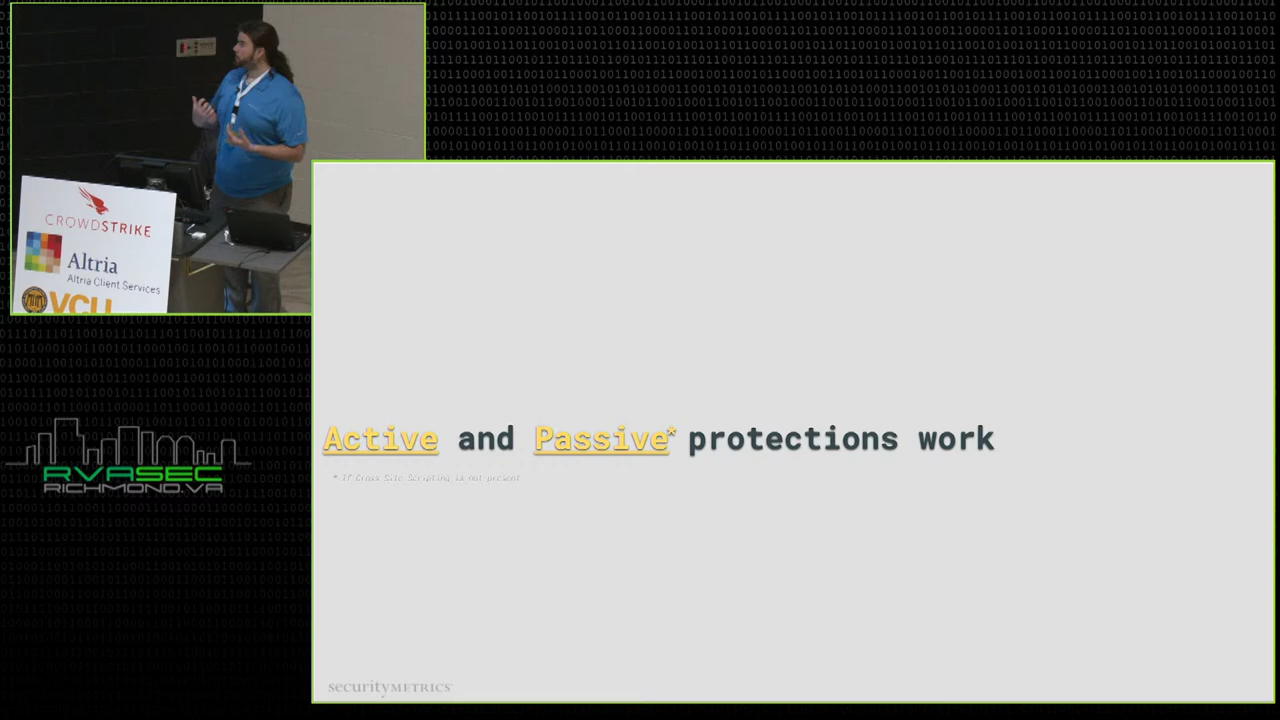 CROWDSTRIKE
Altria
Altria Client Services
VCU
RVASEC
RICHMOND.VA
Active and Passive* protections work
* If Cross Site Scripting is not present
securityMETRICS